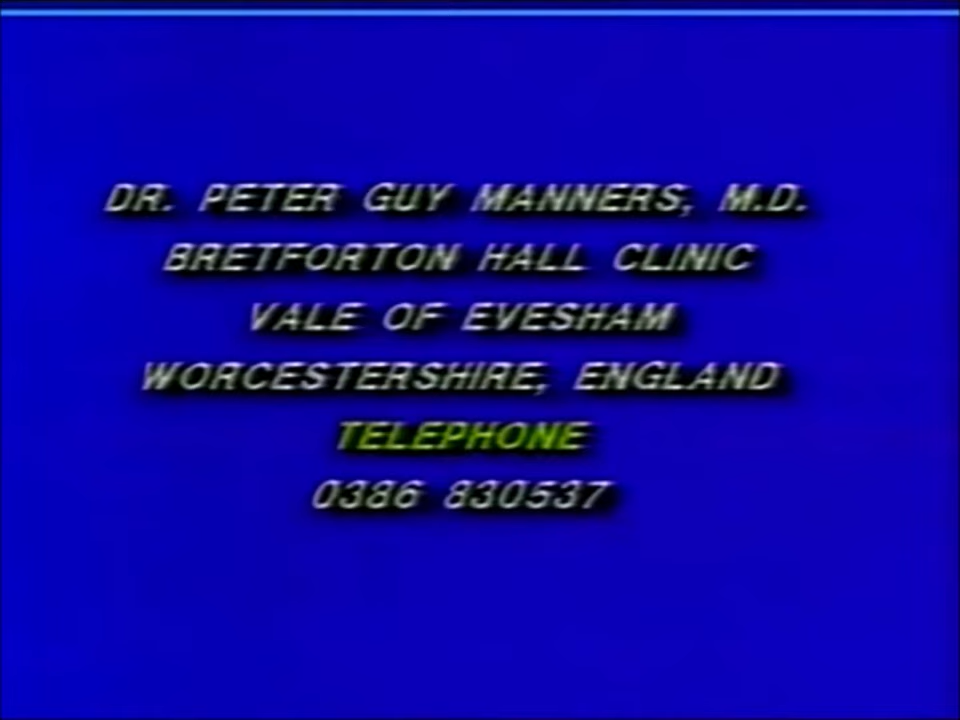 DR. PETER GUY MANNERS, M.D.
BRETFORTON HALL CLINIC
VALE OF EVESHAM
WORCESTERSHIRE, ENGLAND
TELEPHONE
0386 830537